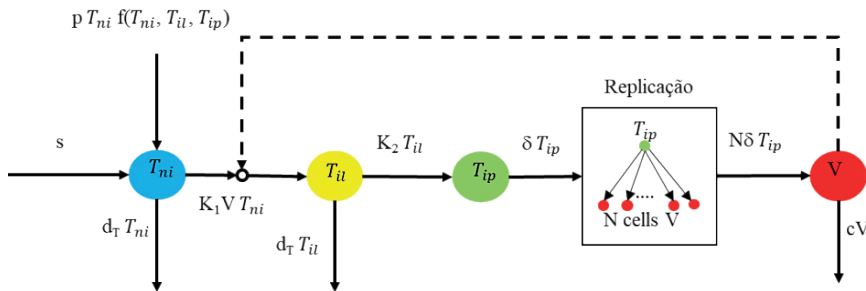 p T_ni f(T_ni, T_il, T_ip)
s
T_ni
d_T T_ni
K_1V T_ni
T_il
d_T T_il
K_2 T_il
T_ip
δ T_ip
Replicação
T_ip
....
N cells V
Nδ T_ip
V
cV